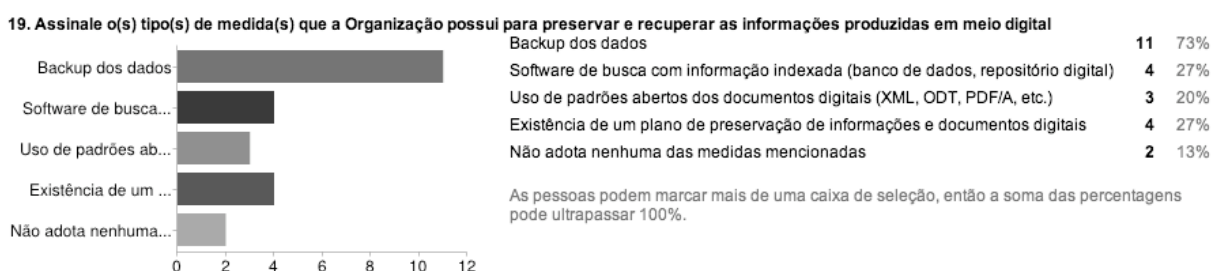 19. Assinale o(s) tipo(s) de medida(s) que a Organização possui para preservar e recuperar as informações produzidas em meio digital
Backup dos dados
Software de busca...
Uso de padrões ab...
Existência de um ...
Não adota nenhuma...
0 2 4 6 8 10 12
Backup dos dados 11 73%
Software de busca com informação indexada (banco de dados, repositório digital) 4 27%
Uso de padrões abertos dos documentos digitais (XML, ODT, PDF/A, etc.) 3 20%
Existência de um plano de preservação de informações e documentos digitais 4 27%
Não adota nenhuma das medidas mencionadas 2 13%
As pessoas podem marcar mais de uma caixa de seleção, então a soma das percentagens
pode ultrapassar 100%.